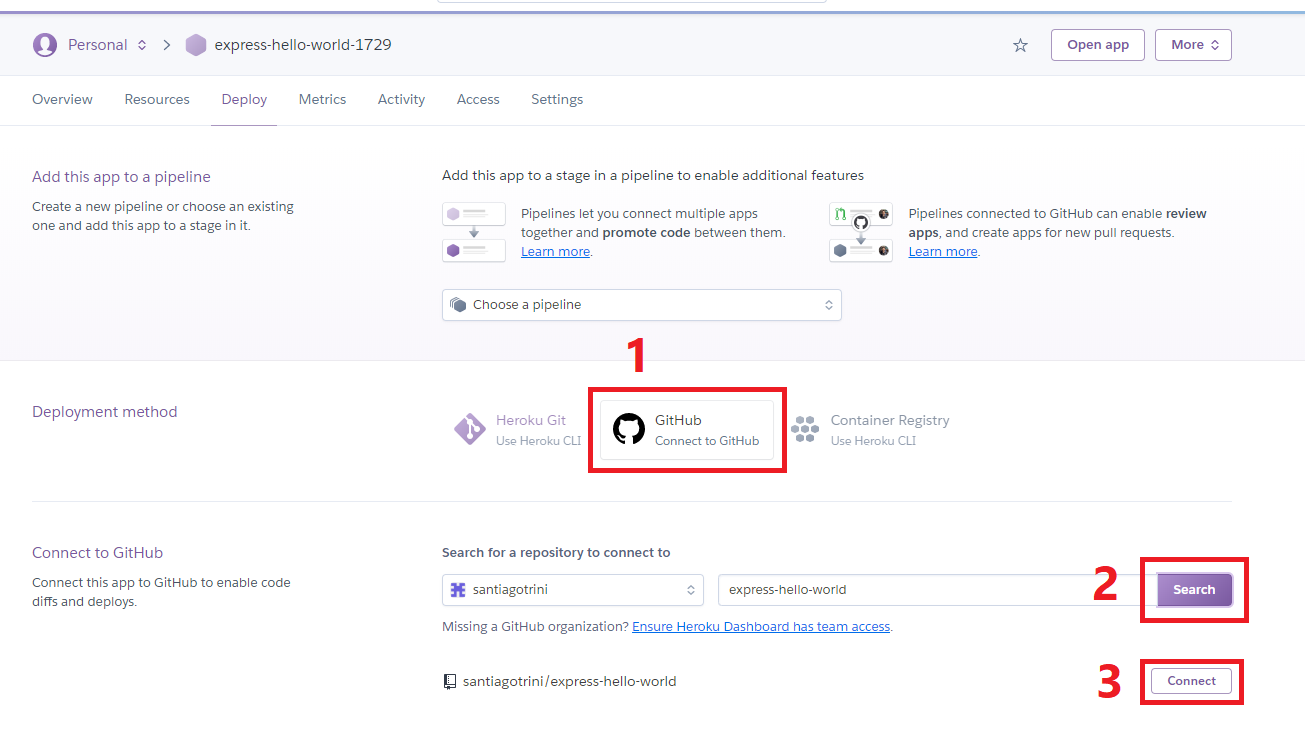 Personal
express-hello-world-1729
Open app
More
Overview
Resources
Deploy
Metrics
Activity
Access
Settings
Add this app to a pipeline
Create a new pipeline or choose an existing
one and add this app to a stage in it.
Add this app to a stage in a pipeline to enable additional features
Pipelines let you connect multiple apps
together and promote code between them.
Learn more.
Pipelines connected to GitHub can enable review
apps, and create apps for new pull requests.
Learn more.
Choose a pipeline
1
Deployment method
Heroku Git
Use Heroku CLI
GitHub
Connect to GitHub
Container Registry
Use Heroku CLI
Connect to GitHub
Connect this app to GitHub to enable code
diffs and deploys.
Search for a repository to connect to
santiagotrini
express-hello-world
2
Search
Missing a GitHub organization? Ensure Heroku Dashboard has team access.
santiagotrini/express-hello-world
3
Connect